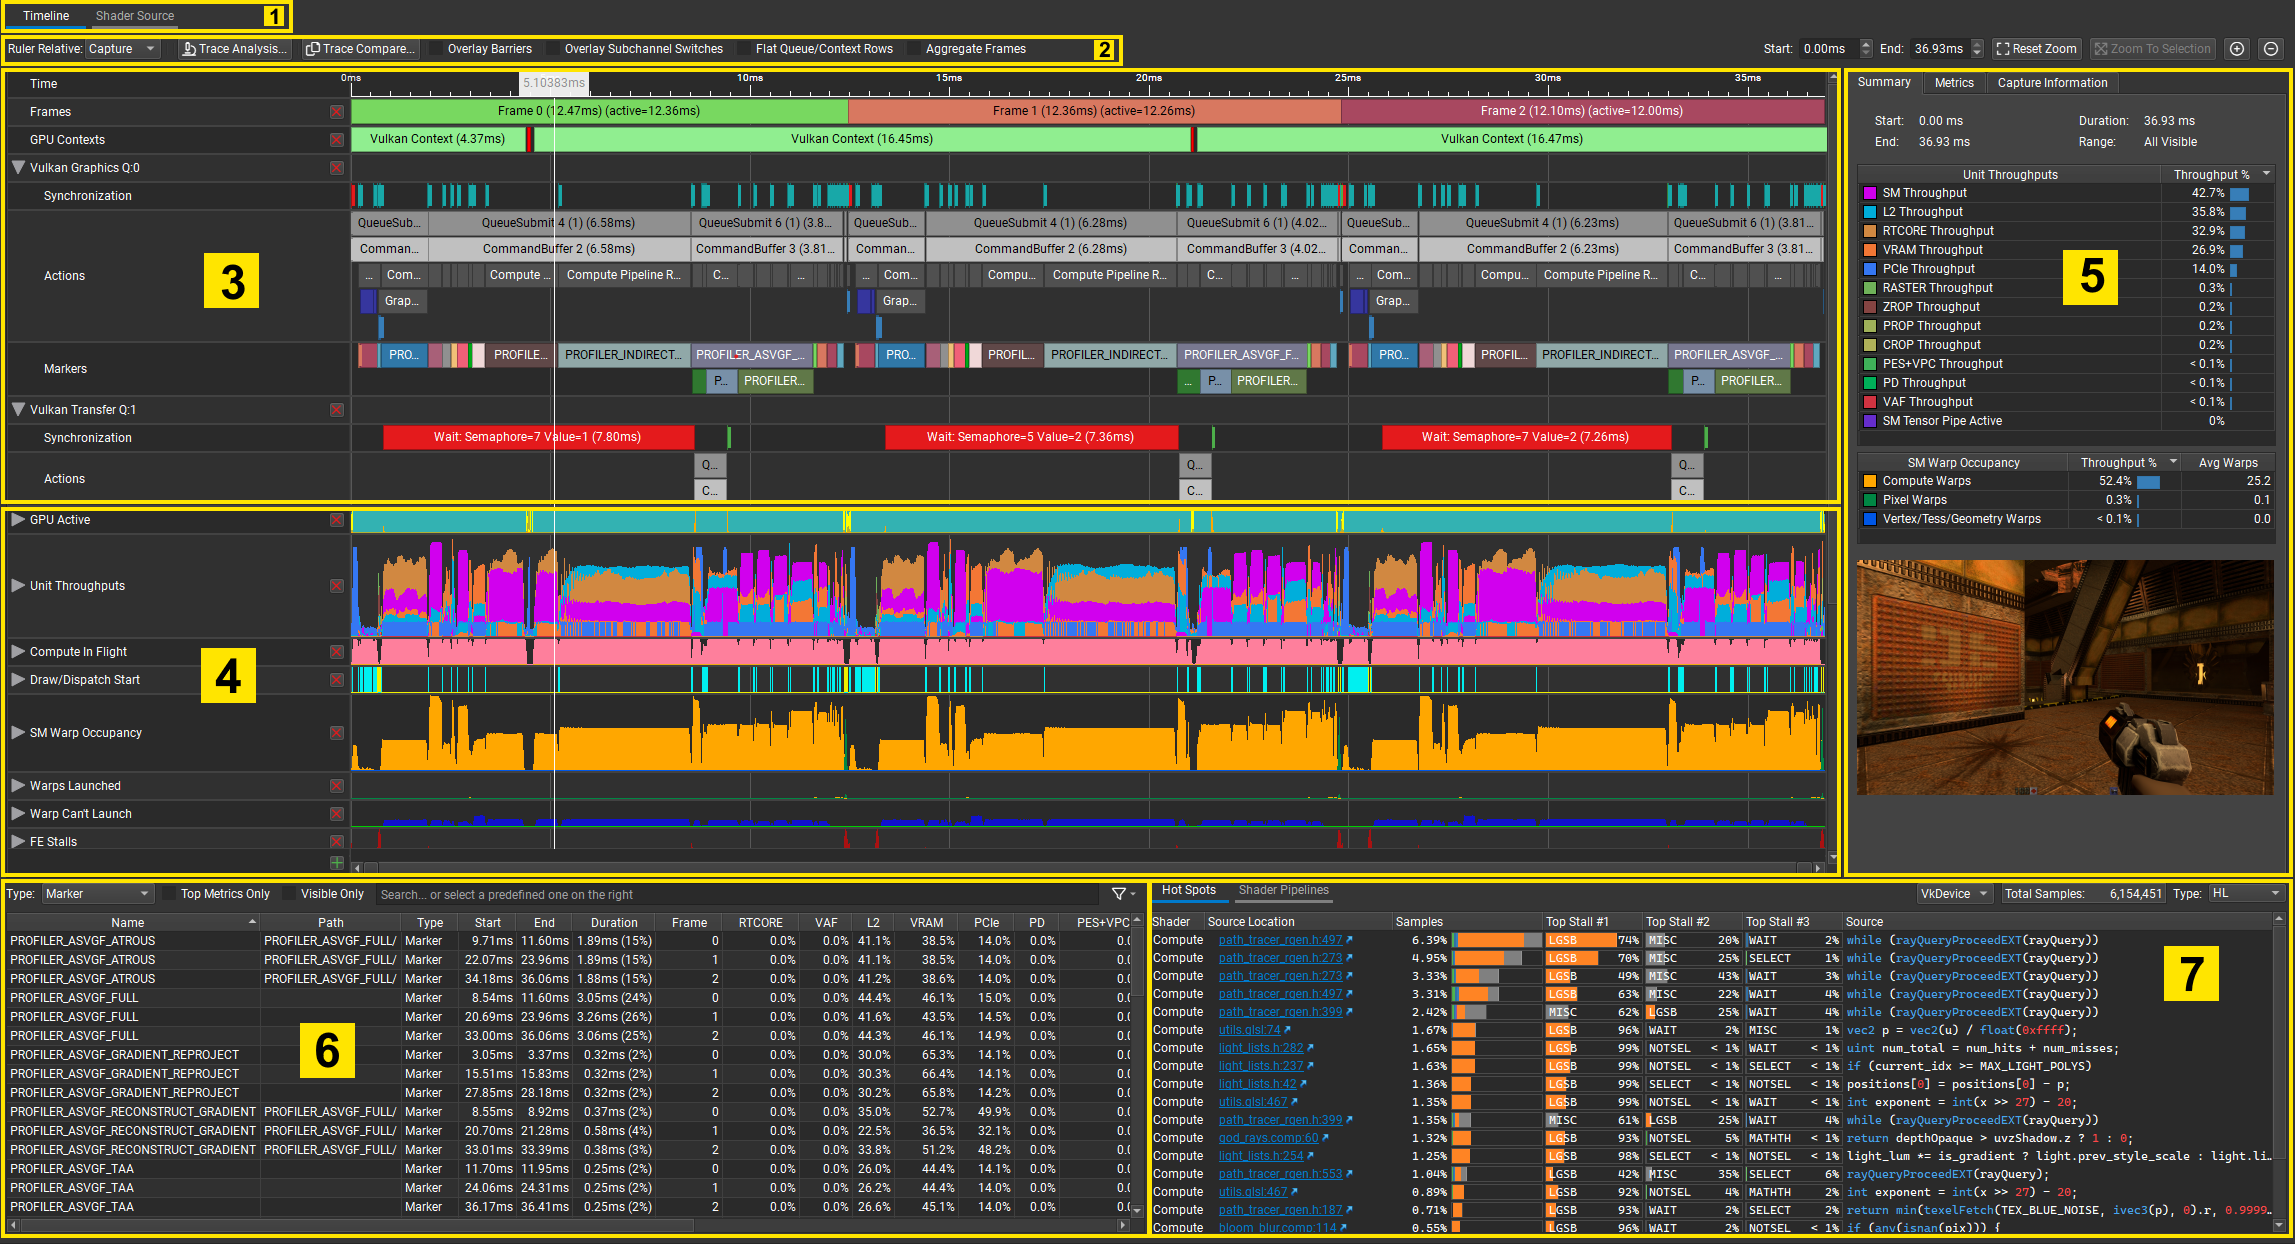 Timeline Shader Source 1
Ruler Relative: Capture Trace Analysis... Trace Compare... Overlay Barriers Overlay Subchannel Switches Flat Queue/Context Rows Aggregate Frames 2 Start: 0.00ms End: 36.93ms Reset Zoom Zoom To Selection
Time 0ms 5.10383ms 10ms 15ms 20ms 25ms 30ms 35ms
Frames Frame 0 (12.47ms) (active=12.36ms) Frame 1 (12.36ms) (active=12.26ms) Frame 2 (12.10ms) (active=12.00ms)
GPU Contexts Vulkan Context (4.37ms) Vulkan Context (16.45ms) Vulkan Context (16.47ms)
Vulkan Graphics Q:0
Synchronization
QueueSub... QueueSubmit 4 (1) (6.58ms) QueueSubmit 6 (1) (3.8... QueueSub... QueueSubmit 4 (1) (6.28ms) QueueSubmit 6 (1) (4.02... QueueSub... QueueSubmit 4 (1) (6.23ms) QueueSubmit 6 (1) (3.81...
Comman... CommandBuffer 2 (6.58ms) CommandBuffer 3 (3.81... Comman... CommandBuffer 2 (6.28ms) CommandBuffer 3 (4.02... Comman... CommandBuffer 2 (6.23ms) CommandBuffer 3 (3.81...
Actions 3 ... Com... Compute ... Compute Pipeline R... C... ... ... Com... Compu... Compute Pipeline R... C... ... ... Com... Compu... Compute Pipeline R... C... ...
Grap... Grap... Grap...
Markers PRO... PROFILE... PROFILER_INDIRECT... PROFILER_ASVGF_... PRO... PROFIL... PROFILER_INDIRECT... PROFILER_ASVGF_F... PRO... PROFIL... PROFILER_INDIRECT... PROFILER_ASVGF_...
P... PROFILER... ... P... PROFILER... P... PROFILER...
Vulkan Transfer Q:1
Synchronization Wait: Semaphore=7 Value=1 (7.80ms) Wait: Semaphore=5 Value=2 (7.36ms) Wait: Semaphore=7 Value=2 (7.26ms)
Actions Q... Q... Q...
C... C... C...
GPU Active
Unit Throughputs
Compute In Flight
Draw/Dispatch Start 4
SM Warp Occupancy
Warps Launched
Warp Can't Launch
FE Stalls
Summary Metrics Capture Information
Start: 0.00 ms Duration: 36.93 ms
End: 36.93 ms Range: All Visible
Unit Throughputs Throughput %
SM Throughput 42.7%
L2 Throughput 35.8%
RTCORE Throughput 32.9%
VRAM Throughput 26.9%
PCIe Throughput 14.0% 5
RASTER Throughput 0.3%
ZROP Throughput 0.2%
PROP Throughput 0.2%
CROP Throughput 0.2%
PES+VPC Throughput < 0.1%
PD Throughput < 0.1%
VAF Throughput < 0.1%
SM Tensor Pipe Active 0%
SM Warp Occupancy Throughput % Avg Warps
Compute Warps 52.4% 25.2
Pixel Warps 0.3% 0.1
Vertex/Tess/Geometry Warps < 0.1% 0.0
Type: Marker Top Metrics Only Visible Only Search... or select a predefined one on the right
Name Path Type Start End Duration Frame RTCORE VAF L2 VRAM PCIe PD PES+VPC
PROFILER_ASVGF_ATROUS PROFILER_ASVGF_FULL/ Marker 9.71ms 11.60ms 1.89ms (15%) 0 0.0% 0.0% 41.1% 38.5% 14.0% 0.0% 0.0
PROFILER_ASVGF_ATROUS PROFILER_ASVGF_FULL/ Marker 22.07ms 23.96ms 1.89ms (15%) 1 0.0% 0.0% 41.1% 38.5% 14.0% 0.0% 0.0
PROFILER_ASVGF_ATROUS PROFILER_ASVGF_FULL/ Marker 34.18ms 36.06ms 1.88ms (15%) 2 0.0% 0.0% 41.2% 38.6% 14.0% 0.0% 0.0
PROFILER_ASVGF_FULL Marker 8.54ms 11.60ms 3.05ms (24%) 0 0.0% 0.0% 44.4% 46.1% 15.0% 0.0% 0.0
PROFILER_ASVGF_FULL Marker 20.69ms 23.96ms 3.26ms (26%) 1 0.0% 0.0% 41.6% 43.5% 14.5% 0.0% 0.0
PROFILER_ASVGF_FULL Marker 33.00ms 36.06ms 3.06ms (25%) 2 0.0% 0.0% 44.3% 46.1% 14.9% 0.0% 0.0
6
PROFILER_ASVGF_GRADIENT_REPROJECT Marker 3.05ms 3.37ms 0.32ms (2%) 0 0.0% 0.0% 30.0% 65.3% 14.1% 0.0% 0.0
PROFILER_ASVGF_GRADIENT_REPROJECT Marker 15.51ms 15.83ms 0.32ms (2%) 1 0.0% 0.0% 30.3% 66.4% 14.1% 0.0% 0.0
PROFILER_ASVGF_GRADIENT_REPROJECT Marker 27.85ms 28.18ms 0.32ms (2%) 2 0.0% 0.0% 30.2% 65.8% 14.2% 0.0% 0.0
PROFILER_ASVGF_RECONSTRUCT_GRADIENT PROFILER_ASVGF_FULL/ Marker 8.55ms 8.92ms 0.37ms (2%) 0 0.0% 0.0% 35.0% 52.7% 49.9% 0.0% 0.0
PROFILER_ASVGF_RECONSTRUCT_GRADIENT PROFILER_ASVGF_FULL/ Marker 20.70ms 21.28ms 0.58ms (4%) 1 0.0% 0.0% 22.5% 36.5% 32.1% 0.0% 0.0
PROFILER_ASVGF_RECONSTRUCT_GRADIENT PROFILER_ASVGF_FULL/ Marker 33.01ms 33.39ms 0.38ms (3%) 2 0.0% 0.0% 33.8% 51.2% 48.2% 0.0% 0.0
PROFILER_ASVGF_TAA Marker 11.70ms 11.95ms 0.25ms (2%) 0 0.0% 0.0% 26.0% 44.4% 14.1% 0.0% 0.0
PROFILER_ASVGF_TAA Marker 24.06ms 24.31ms 0.25ms (2%) 1 0.0% 0.0% 26.2% 44.4% 14.0% 0.0% 0.0
PROFILER_ASVGF_TAA Marker 36.17ms 36.41ms 0.25ms (2%) 2 0.0% 0.0% 26.6% 45.1% 14.0% 0.0% 0.0
Hot Spots Shader Pipelines VkDevice Total Samples: 6,154,451 Type: HL
Shader Source Location Samples Top Stall #1 Top Stall #2 Top Stall #3 Source
Compute path_tracer_rgen.h:497 6.39% LGSB 74% MISC 20% WAIT 2% while (rayQueryProceedEXT(rayQuery))
Compute path_tracer_rgen.h:273 4.95% LGSB 70% MISC 25% SELECT 1% while (rayQueryProceedEXT(rayQuery))
Compute path_tracer_rgen.h:273 3.33% LGSB 49% MISC 43% WAIT 3% while (rayQueryProceedEXT(rayQuery))
7
Compute path_tracer_rgen.h:497 3.31% LGSB 63% MISC 22% WAIT 4% while (rayQueryProceedEXT(rayQuery))
Compute path_tracer_rgen.h:399 2.42% MISC 62% LGSB 25% WAIT 4% while (rayQueryProceedEXT(rayQuery))
Compute utils.glsl:74 1.67% LGSB 96% WAIT 2% MISC 1% vec2 p = vec2(u) / float(0xffff);
Compute light_lists.h:282 1.65% LGSB 99% NOTSEL < 1% WAIT < 1% uint num_total = num_hits + num_misses;
Compute light_lists.h:237 1.63% LGSB 99% NOTSEL < 1% SELECT < 1% if (current_idx >= MAX_LIGHT_POLYS)
Compute light_lists.h:42 1.36% LGSB 99% SELECT < 1% NOTSEL < 1% positions[0] = positions[0] - p;
Compute utils.glsl:467 1.35% LGSB 99% NOTSEL < 1% WAIT < 1% int exponent = int(x >> 27) - 20;
Compute path_tracer_rgen.h:399 1.35% MISC 61% LGSB 25% WAIT 4% while (rayQueryProceedEXT(rayQuery))
Compute god_rays.comp:60 1.32% LGSB 93% NOTSEL 5% MATHTH < 1% return depthOpaque > uvzShadow.z ? 1 : 0;
Compute light_lists.h:254 1.25% LGSB 98% SELECT < 1% NOTSEL < 1% light_lum *= is_gradient ? light.prev_style_scale : light.li...
Compute path_tracer_rgen.h:553 1.04% LGSB 42% MISC 35% SELECT 6% rayQueryProceedEXT(rayQuery);
Compute utils.glsl:467 0.89% LGSB 92% NOTSEL 4% MATHTH 2% int exponent = int(x >> 27) - 20;
Compute path_tracer_rgen.h:187 0.71% LGSB 93% WAIT 2% SELECT 2% return min(texelFetch(TEX_BLUE_NOISE, ivec3(p), 0).r, 0.9999...
Compute bloom_blur.comp:114 0.55% LGSB 96% WAIT 2% NOTSEL < 1% if (any(isnan(pix))) {